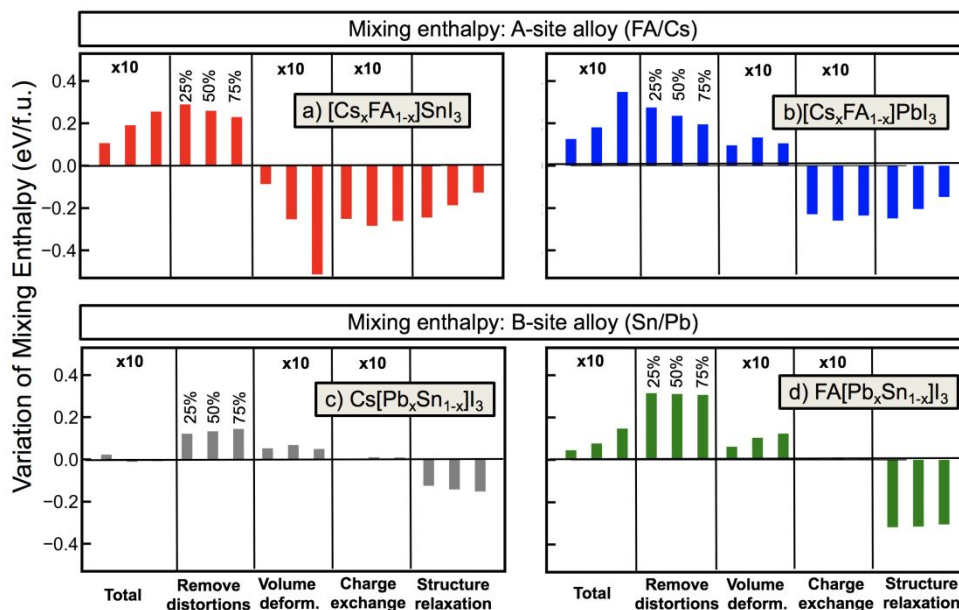 Mixing enthalpy: A-site alloy (FA/Cs)
Variation of Mixing Enthalpy (eV/f.u.)
x10 x10 x10
25% 50% 75%
a) [CsₓFA₁₋ₓ]SnI₃
0.4
0.2
0.0
−0.2
−0.4
x10 x10 x10
25% 50% 75%
b)[CsₓFA₁₋ₓ]PbI₃
Mixing enthalpy: B-site alloy (Sn/Pb)
x10 x10 x10
25% 50% 75%
c) Cs[PbₓSn₁₋ₓ]I₃
0.4
0.2
0.0
−0.2
−0.4
Total
Remove distortions
Volume deform.
Charge exchange
Structure relaxation
x10 x10 x10
25% 50% 75%
d) FA[PbₓSn₁₋ₓ]I₃
Total
Remove distortions
Volume deform.
Charge exchange
Structure relaxation